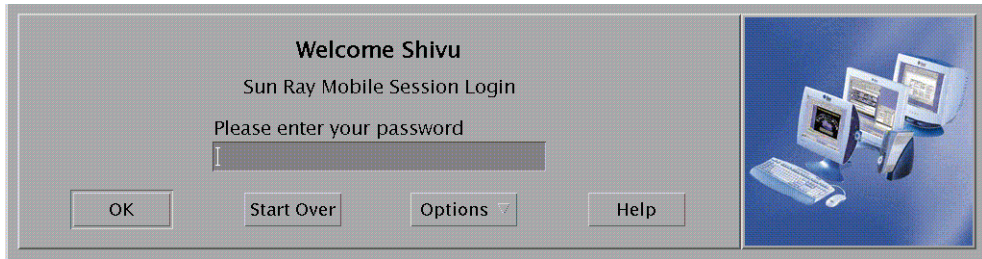 Welcome Shivu
Sun Ray Mobile Session Login
Please enter your password
OK
Start Over
Options
Help